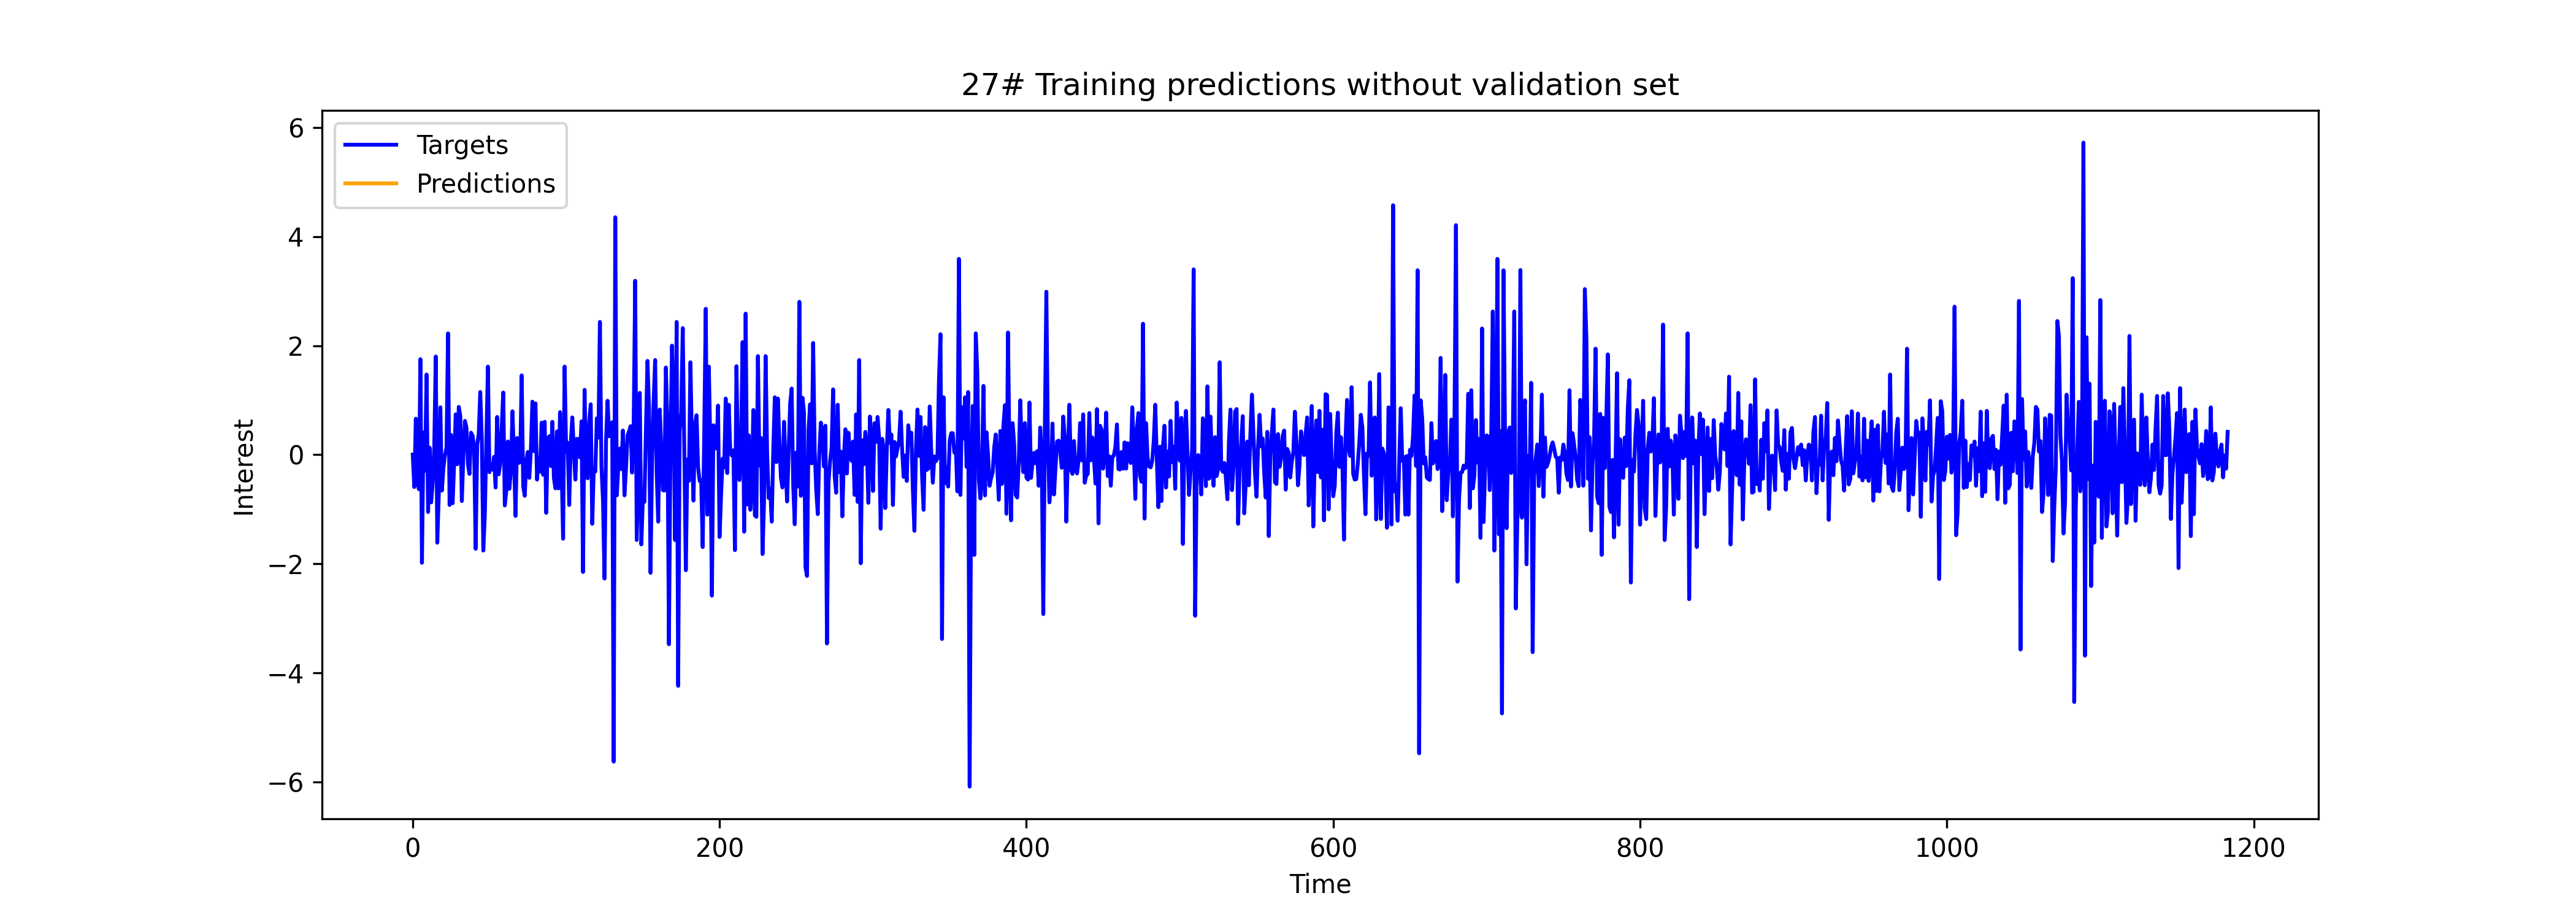 27# Training predictions without validation set
Targets
Predictions
6
4
2
0
−2
−4
−6
Interest
0 200 400 600 800 1000 1200
Time